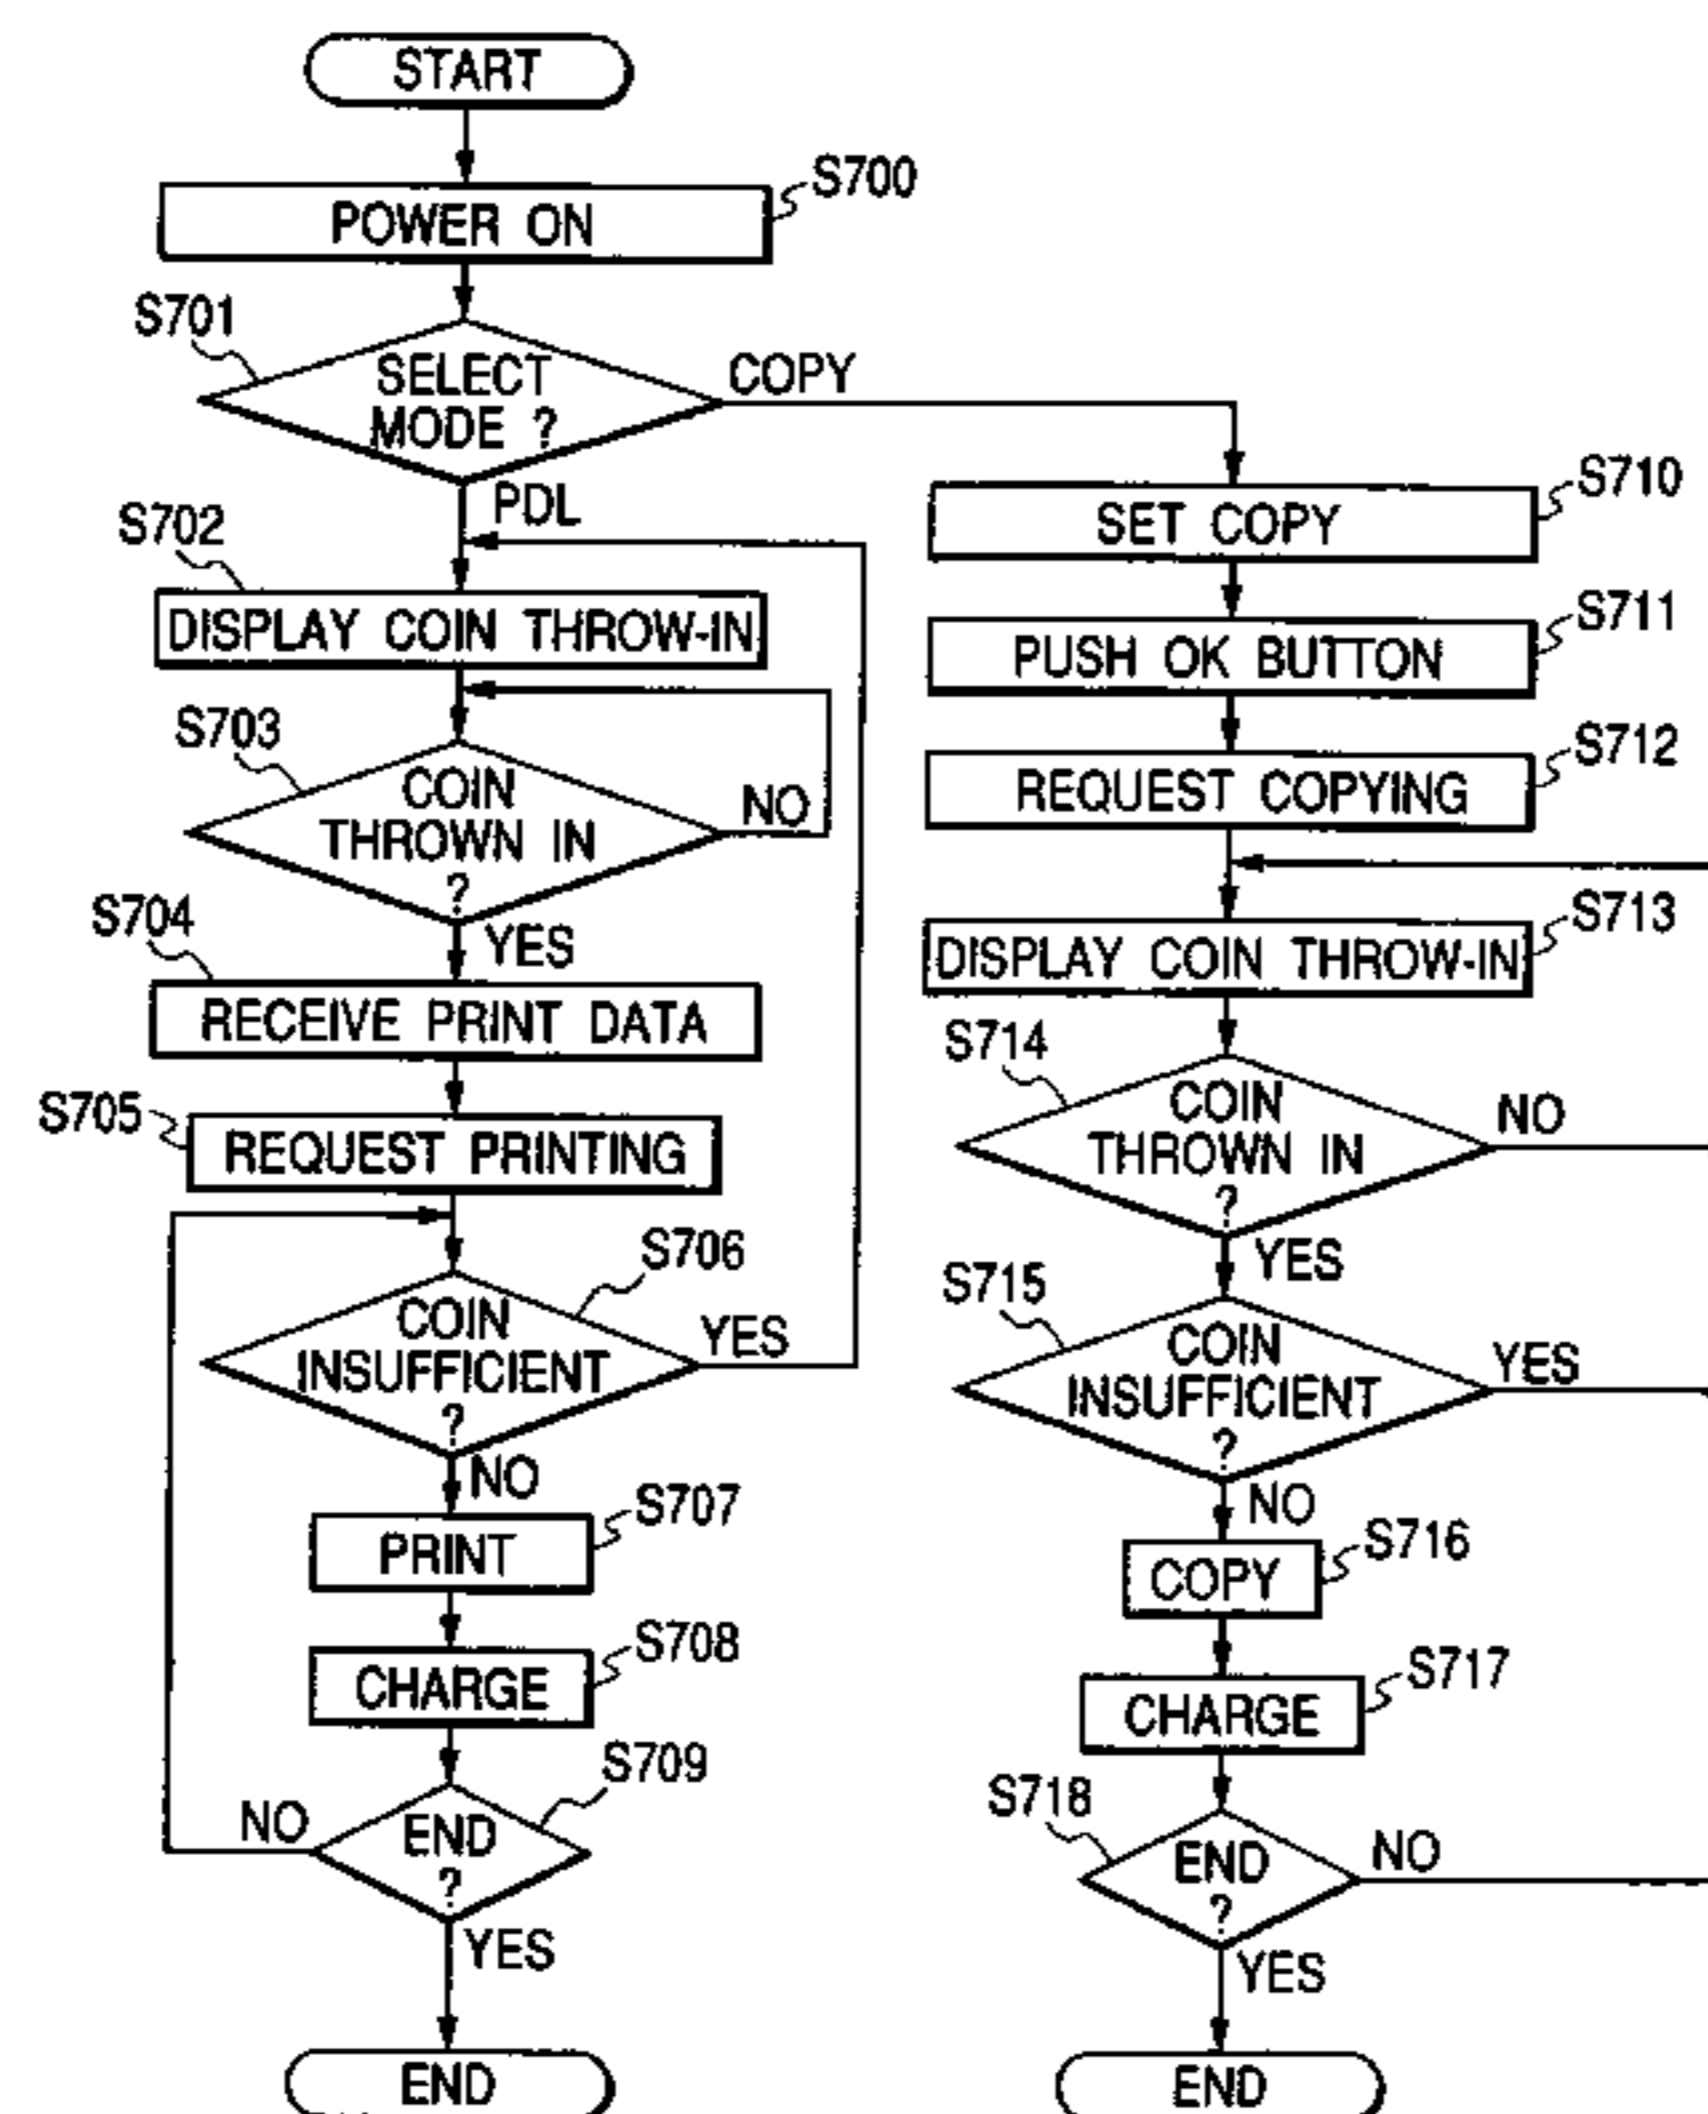 START
S700
POWER ON
S701
SELECT
MODE ?
COPY
PDL
S702
DISPLAY COIN THROW-IN
S703
COIN
THROWN IN
?
NO
YES
S704
RECEIVE PRINT DATA
S705
REQUEST PRINTING
S706
COIN
INSUFFICIENT
?
YES
NO
S707
PRINT
S708
CHARGE
S709
END
?
NO
YES
END
S710
SET COPY
S711
PUSH OK BUTTON
S712
REQUEST COPYING
S713
DISPLAY COIN THROW-IN
S714
COIN
THROWN IN
?
NO
YES
S715
COIN
INSUFFICIENT
?
YES
NO
S716
COPY
S717
CHARGE
S718
END
?
NO
YES
END